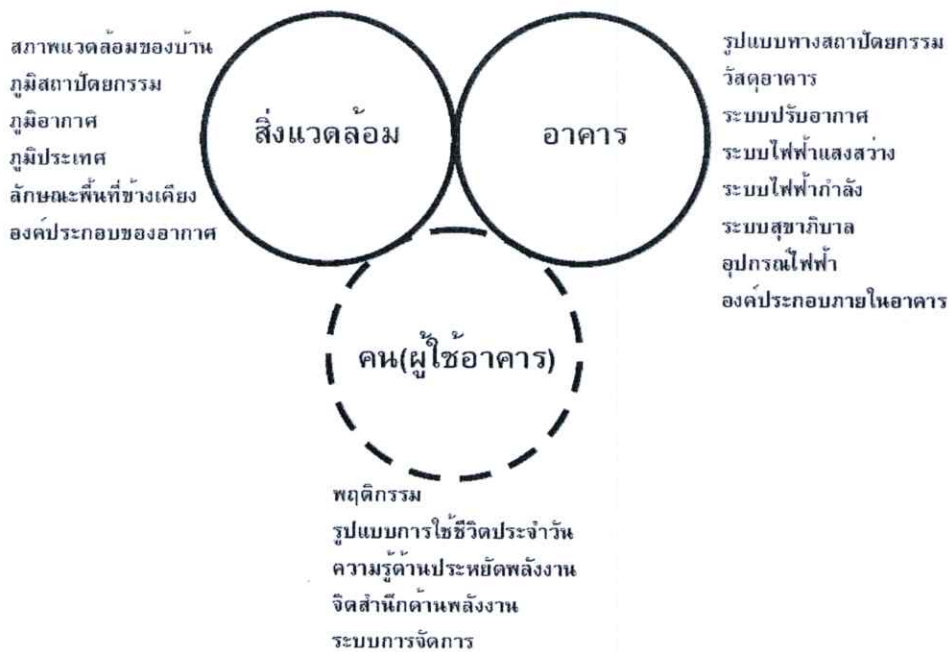 สภาพแวดล้อมของบ้าน
ภูมิสถาปัตยกรรม
ภูมิอากาศ
ภูมิประเทศ
ลักษณะพื้นที่ข้างเคียง
องค์ประกอบของอากาศ
สิ่งแวดล้อม
อาคาร
รูปแบบทางสถาปัตยกรรม
วัสดุอาคาร
ระบบปรับอากาศ
ระบบไฟฟ้าแสงสว่าง
ระบบไฟฟ้ากำลัง
ระบบสุขาภิบาล
อุปกรณ์ไฟฟ้า
องค์ประกอบภายในอาคาร
คน(ผู้ใช้อาคาร)
พฤติกรรม
รูปแบบการใช้ชีวิตประจำวัน
ความรู้ด้านประหยัดพลังงาน
จิตสำนึกด้านพลังงาน
ระบบการจัดการ